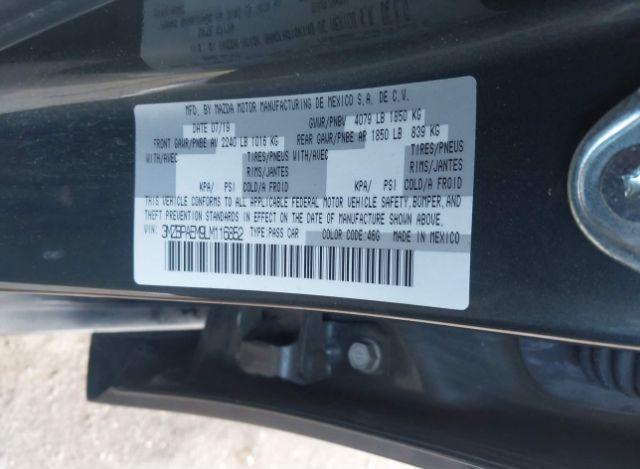 MFD. BY MAZDA MOTOR MANUFACTURING DE MEXICO S.A. DE C.V.
DATE 07/19 GVWR/PNBV 4079 LB 1850 KG
FRONT GAWR/PNBE AV 2240 LB 1016 KG REAR GAWR/PNBE AR 1850 LB 839 KG
WITH/AVEC TIRES/PNEUS WITH/AVEC TIRES/PNEUS
RIMS/JANTES RIMS/JANTES
KPA/ PSI COLD/A FROID KPA/ PSI COLD/A FROID
THIS VEHICLE CONFORMS TO ALL APPLICABLE FEDERAL MOTOR VEHICLE SAFETY, BUMPER, AND
THEFT PREVENTION STANDARDS IN EFFECT ON THE DATE OF MANUFACTURE SHOWN ABOVE.
VIN: TYPE:PASS CAR COLOR CODE:46G MADE IN MEXICO